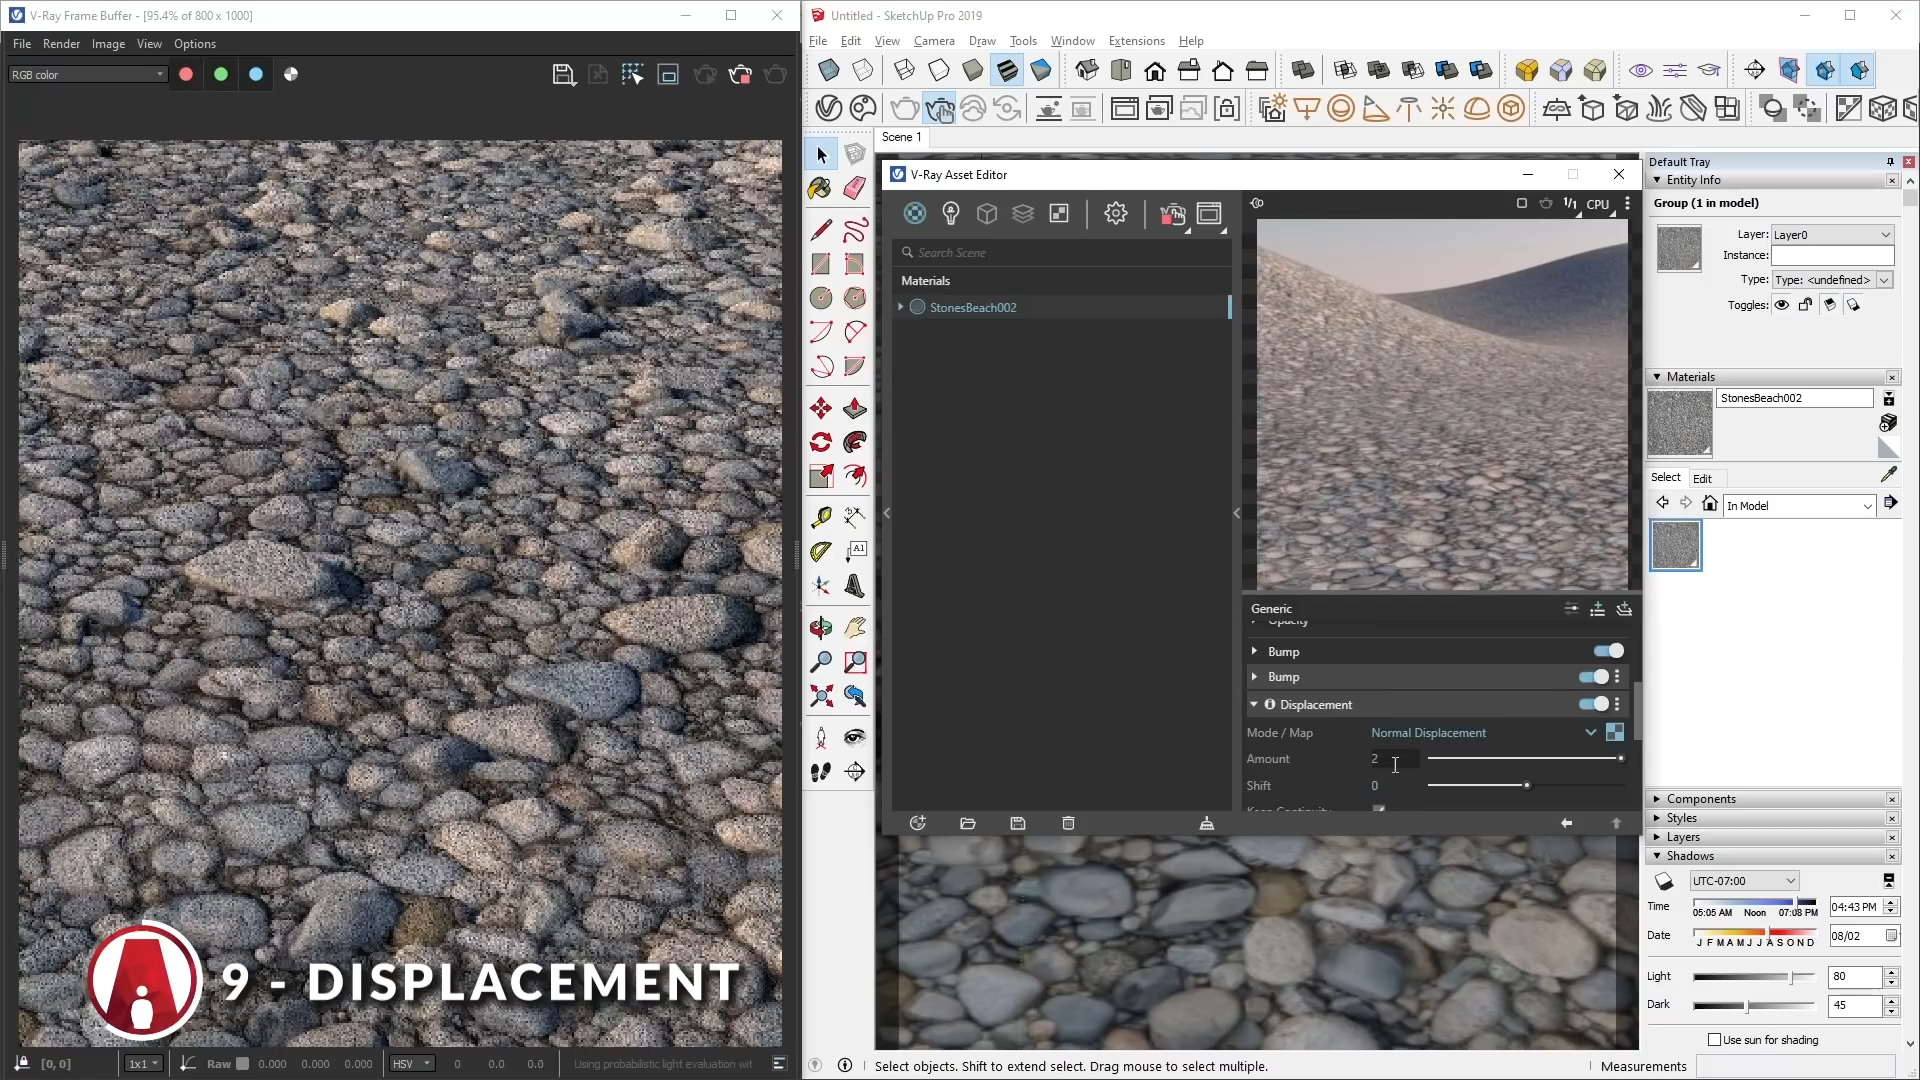 V-Ray Frame Buffer - [95.4% of 800 x 1000]
File Render Image View Options
RGB color
9 - DISPLACEMENT
[0, 0] 1x1 Raw 0.000 0.000 0.000 HSV 0 0.0 0.0 Using probabilistic light evaluation wit
Untitled - SketchUp Pro 2019
File Edit View Camera Draw Tools Window Extensions Help
Scene 1
V-Ray Asset Editor
1/1 CPU
Search Scene
Materials
StonesBeach002
Generic
Opacity
Bump
Bump
Displacement
Mode / Map Normal Displacement
Amount 2
Shift 0
Keep Continuity
A1
Default Tray
Entity Info
Group (1 in model)
Layer: Layer0
Instance:
Type: Type: <undefined>
Toggles:
Materials
StonesBeach002
Select Edit
In Model
Components
Styles
Layers
Shadows
UTC-07:00
Time 05:05 AM Noon 07:08 PM 04:43 PM
Date J F M A M J J A S O N D 08/02
Light 80
Dark 45
Use sun for shading
Select objects. Shift to extend select. Drag mouse to select multiple.
Measurements